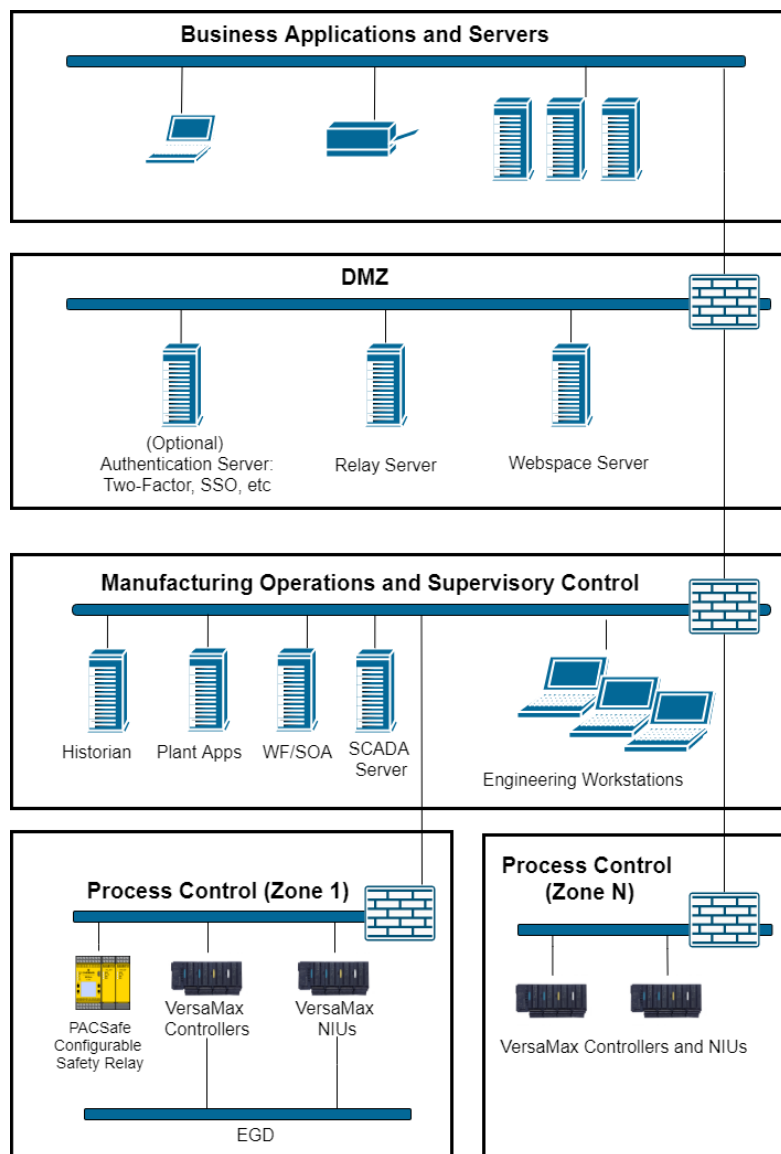 Business Applications and Servers
DMZ
(Optional)
Authentication Server:
Two-Factor, SSO, etc
Relay Server
Webspace Server
Manufacturing Operations and Supervisory Control
Historian
Plant Apps
WF/SOA
SCADA
Server
Engineering Workstations
Process Control (Zone 1)
PACSafe
Configurable
Safety Relay
VersaMax
Controllers
VersaMax
NIUs
EGD
Process Control
(Zone N)
VersaMax Controllers and NIUs